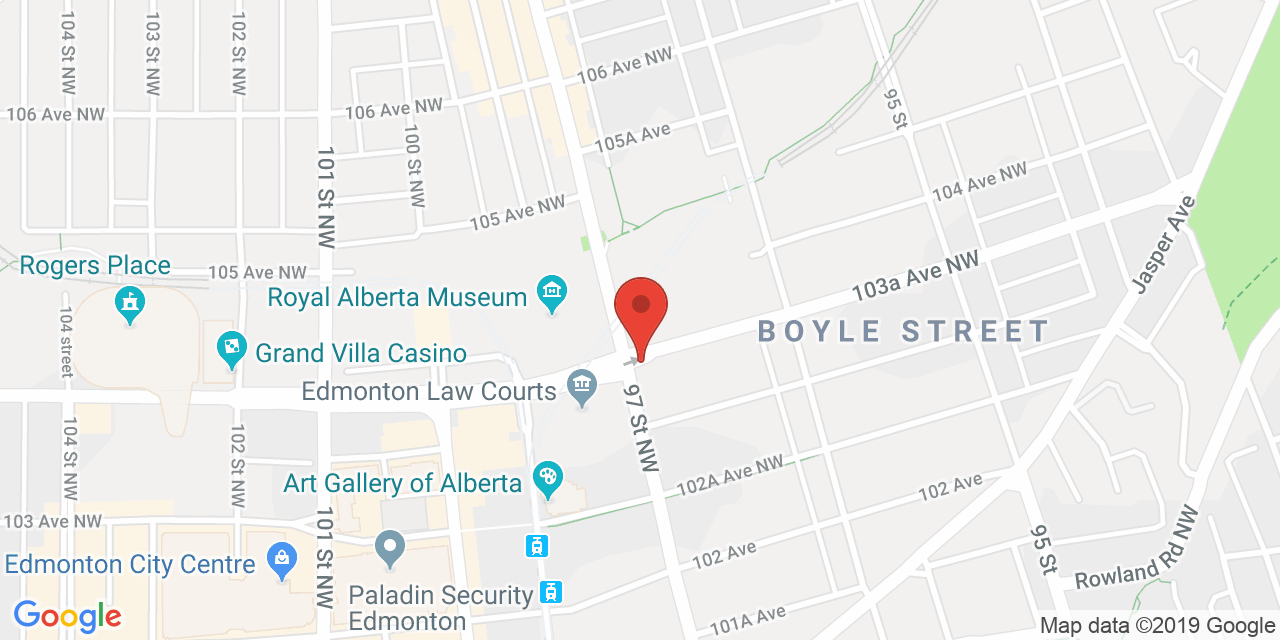 104 St NW
103 St NW
102 St NW
106 Ave NW
106 Ave NW
106 Ave NW
95 St
105A Ave
100 St NW
101 St NW
104 Ave NW
105 Ave NW
Jasper Ave
Rogers Place
105 Ave NW
103a Ave NW
Royal Alberta Museum
104 street
BOYLE STREET
Grand Villa Casino
Edmonton Law Courts
97 St NW
104 St NW
102 St NW
Art Gallery of Alberta
102A Ave NW
102 Ave
103 Ave NW
101 St NW
95 St
Rowland Rd NW
102 Ave
Edmonton City Centre
Paladin Security
Edmonton
101A Ave
Google
Map data ©2019 Google